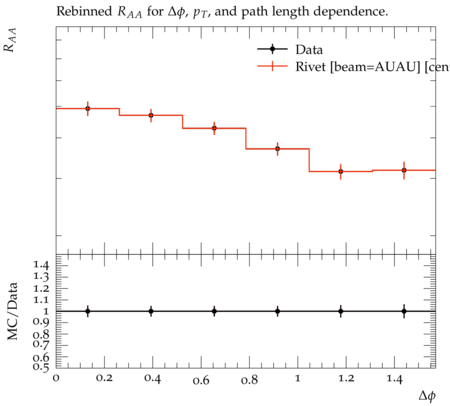 Rebinned R_AA for Δϕ, p_T, and path length dependence.
R_AA
Data
Rivet [beam=AUAU] [cen
MC/Data
1.4
1.3
1.2
1.1
1
0.9
0.8
0.7
0.6
0.5
0 0.2 0.4 0.6 0.8 1 1.2 1.4
Δϕ